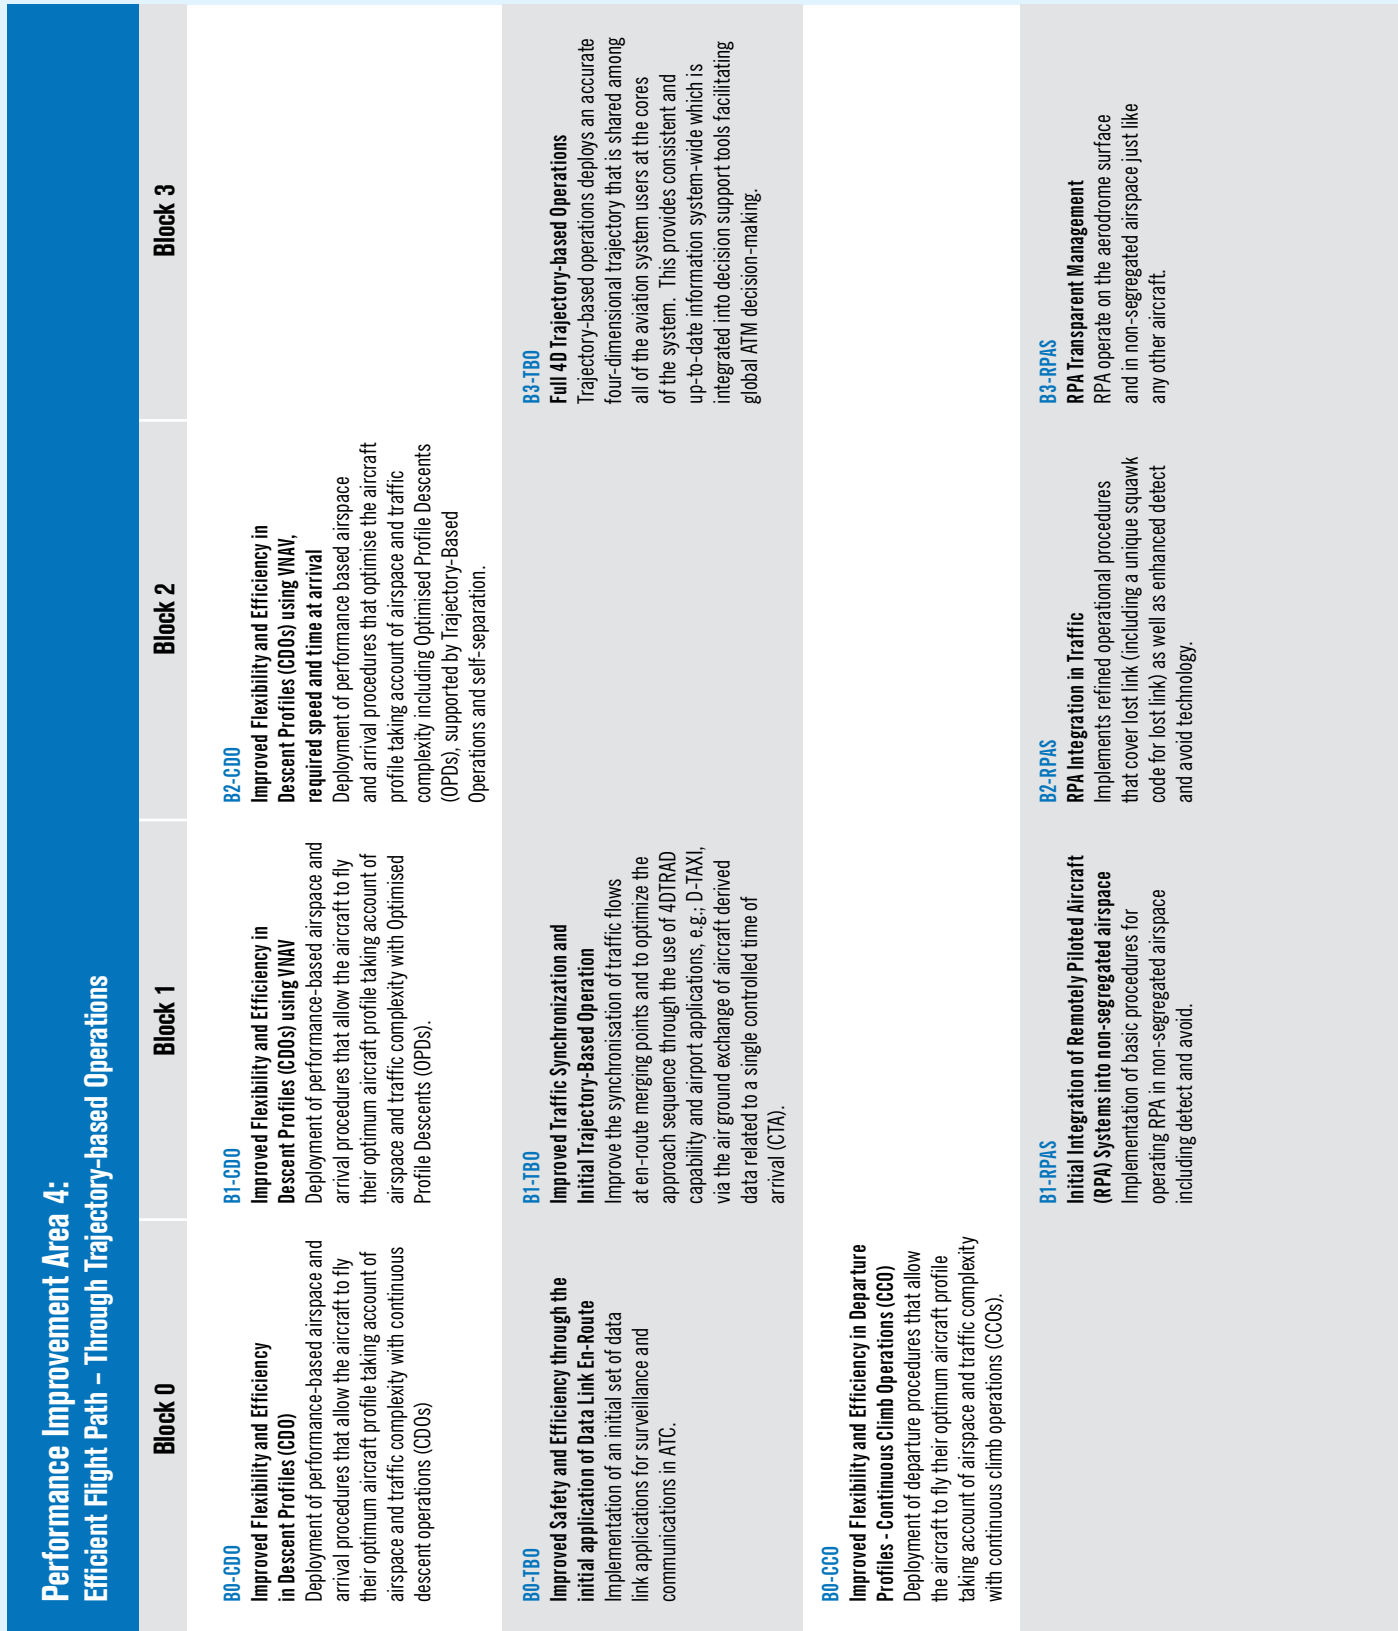 Performance Improvement Area 4:
Efficient Flight Path – Through Trajectory-based Operations
Block 0
Block 1
Block 2
Block 3
B0-CDO
Improved Flexibility and Efficiency
in Descent Profiles (CDO)
Deployment of performance-based airspace and
arrival procedures that allow the aircraft to fly
their optimum aircraft profile taking account of
airspace and traffic complexity with continuous
descent operations (CDOs)
B1-CDO
Improved Flexibility and Efficiency in
Descent Profiles (CDOs) using VNAV
Deployment of performance-based airspace and
arrival procedures that allow the aircraft to fly
their optimum aircraft profile taking account of
airspace and traffic complexity with Optimised
Profile Descents (OPDs).
B2-CDO
Improved Flexibility and Efficiency in
Descent Profiles (CDOs) using VNAV,
required speed and time at arrival
Deployment of performance based airspace
and arrival procedures that optimise the aircraft
profile taking account of airspace and traffic
complexity including Optimised Profile Descents
(OPDs), supported by Trajectory-Based
Operations and self-separation.
B0-TBO
Improved Safety and Efficiency through the
initial application of Data Link En-Route
Implementation of an initial set of data
link applications for surveillance and
communications in ATC.
B1-TBO
Improved Traffic Synchronization and
Initial Trajectory-Based Operation
Improve the synchronisation of traffic flows
at en-route merging points and to optimize the
approach sequence through the use of 4DTRAD
capability and airport applications, e.g.; D-TAXI,
via the air ground exchange of aircraft derived
data related to a single controlled time of
arrival (CTA).
B3-TBO
Full 4D Trajectory-based Operations
Trajectory-based operations deploys an accurate
four-dimensional trajectory that is shared among
all of the aviation system users at the cores
of the system. This provides consistent and
up-to-date information system-wide which is
integrated into decision support tools facilitating
global ATM decision-making.
B0-CCO
Improved Flexibility and Efficiency in Departure
Profiles - Continuous Climb Operations (CCO)
Deployment of departure procedures that allow
the aircraft to fly their optimum aircraft profile
taking account of airspace and traffic complexity
with continuous climb operations (CCOs).
B1-RPAS
Initial Integration of Remotely Piloted Aircraft
(RPA) Systems into non-segregated airspace
Implementation of basic procedures for
operating RPA in non-segregated airspace
including detect and avoid.
B2-RPAS
RPA Integration in Traffic
Implements refined operational procedures
that cover lost link (including a unique squawk
code for lost link) as well as enhanced detect
and avoid technology.
B3-RPAS
RPA Transparent Management
RPA operate on the aerodrome surface
and in non-segregated airspace just like
any other aircraft.